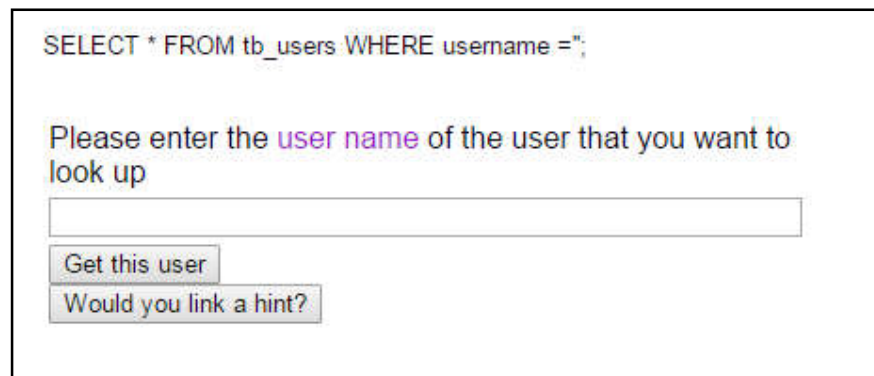 SELECT * FROM tb_users WHERE username ='';
Please enter the user name of the user that you want to
look up
Get this user
Would you link a hint?